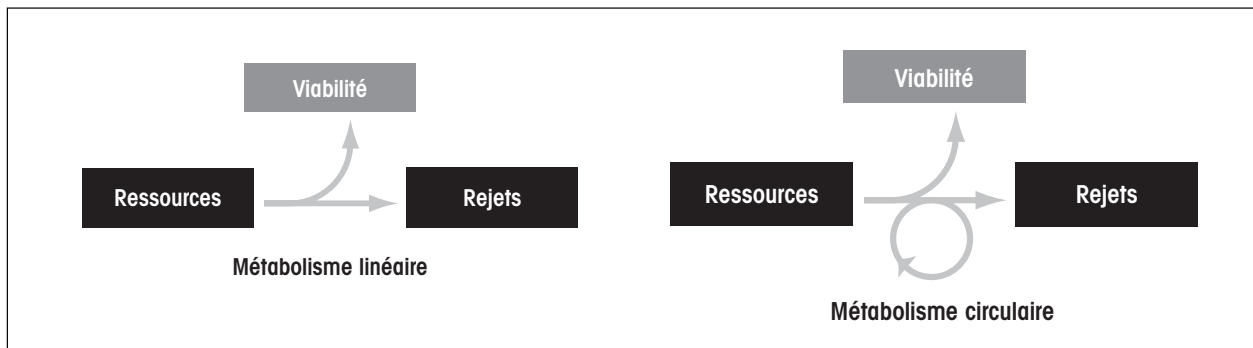 Viabilité
Ressources
Rejets
Métabolisme linéaire
Viabilité
Ressources
Rejets
Métabolisme circulaire